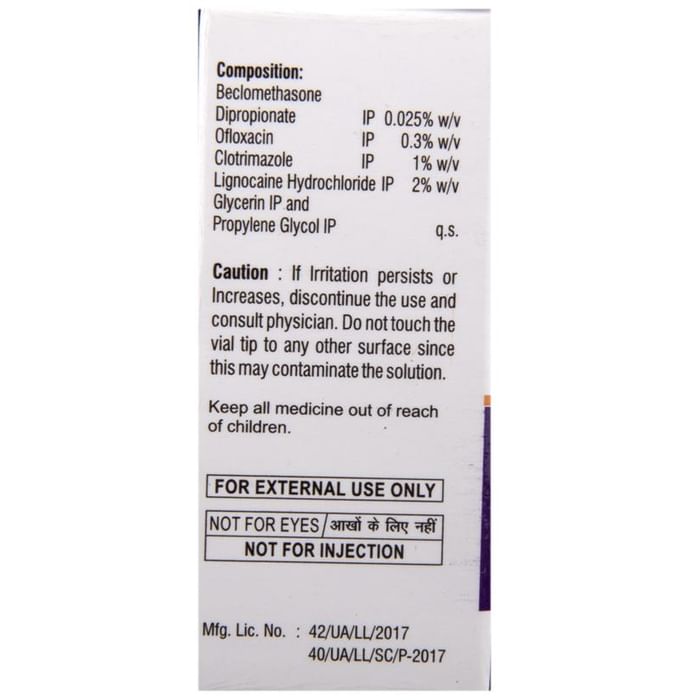 Composition:
Beclomethasone
Dipropionate IP 0.025% w/v
Ofloxacin IP 0.3% w/v
Clotrimazole IP 1% w/v
Lignocaine Hydrochloride IP 2% w/v
Glycerin IP and
Propylene Glycol IP q.s.
Caution : If Irritation persists or
Increases, discontinue the use and
consult physician. Do not touch the
vial tip to any other surface since
this may contaminate the solution.
Keep all medicine out of reach
of children.
FOR EXTERNAL USE ONLY
NOT FOR EYES/आखों के लिए नहीं
NOT FOR INJECTION
Mfg. Lic. No. : 42/UA/LL/2017
40/UA/LL/SC/P-2017